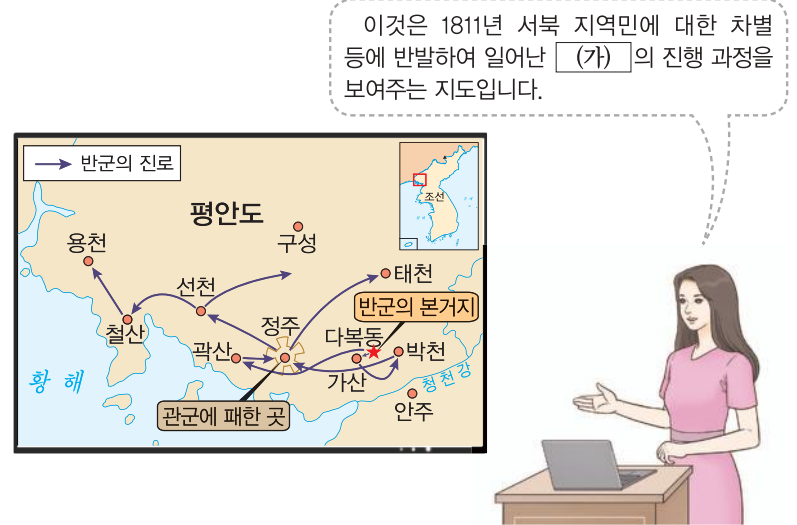 이것은 1811년 서북 지역민에 대한 차별
등에 반발하여 일어난 (가) 의 진행 과정을
보여주는 지도입니다.
반군의 진로
조선
평안도
용천
구성
선천
태천
반군의 본거지
철산
정주
다복동
곽산
박천
가산
황해
청천강
관군에 패한 곳
안주